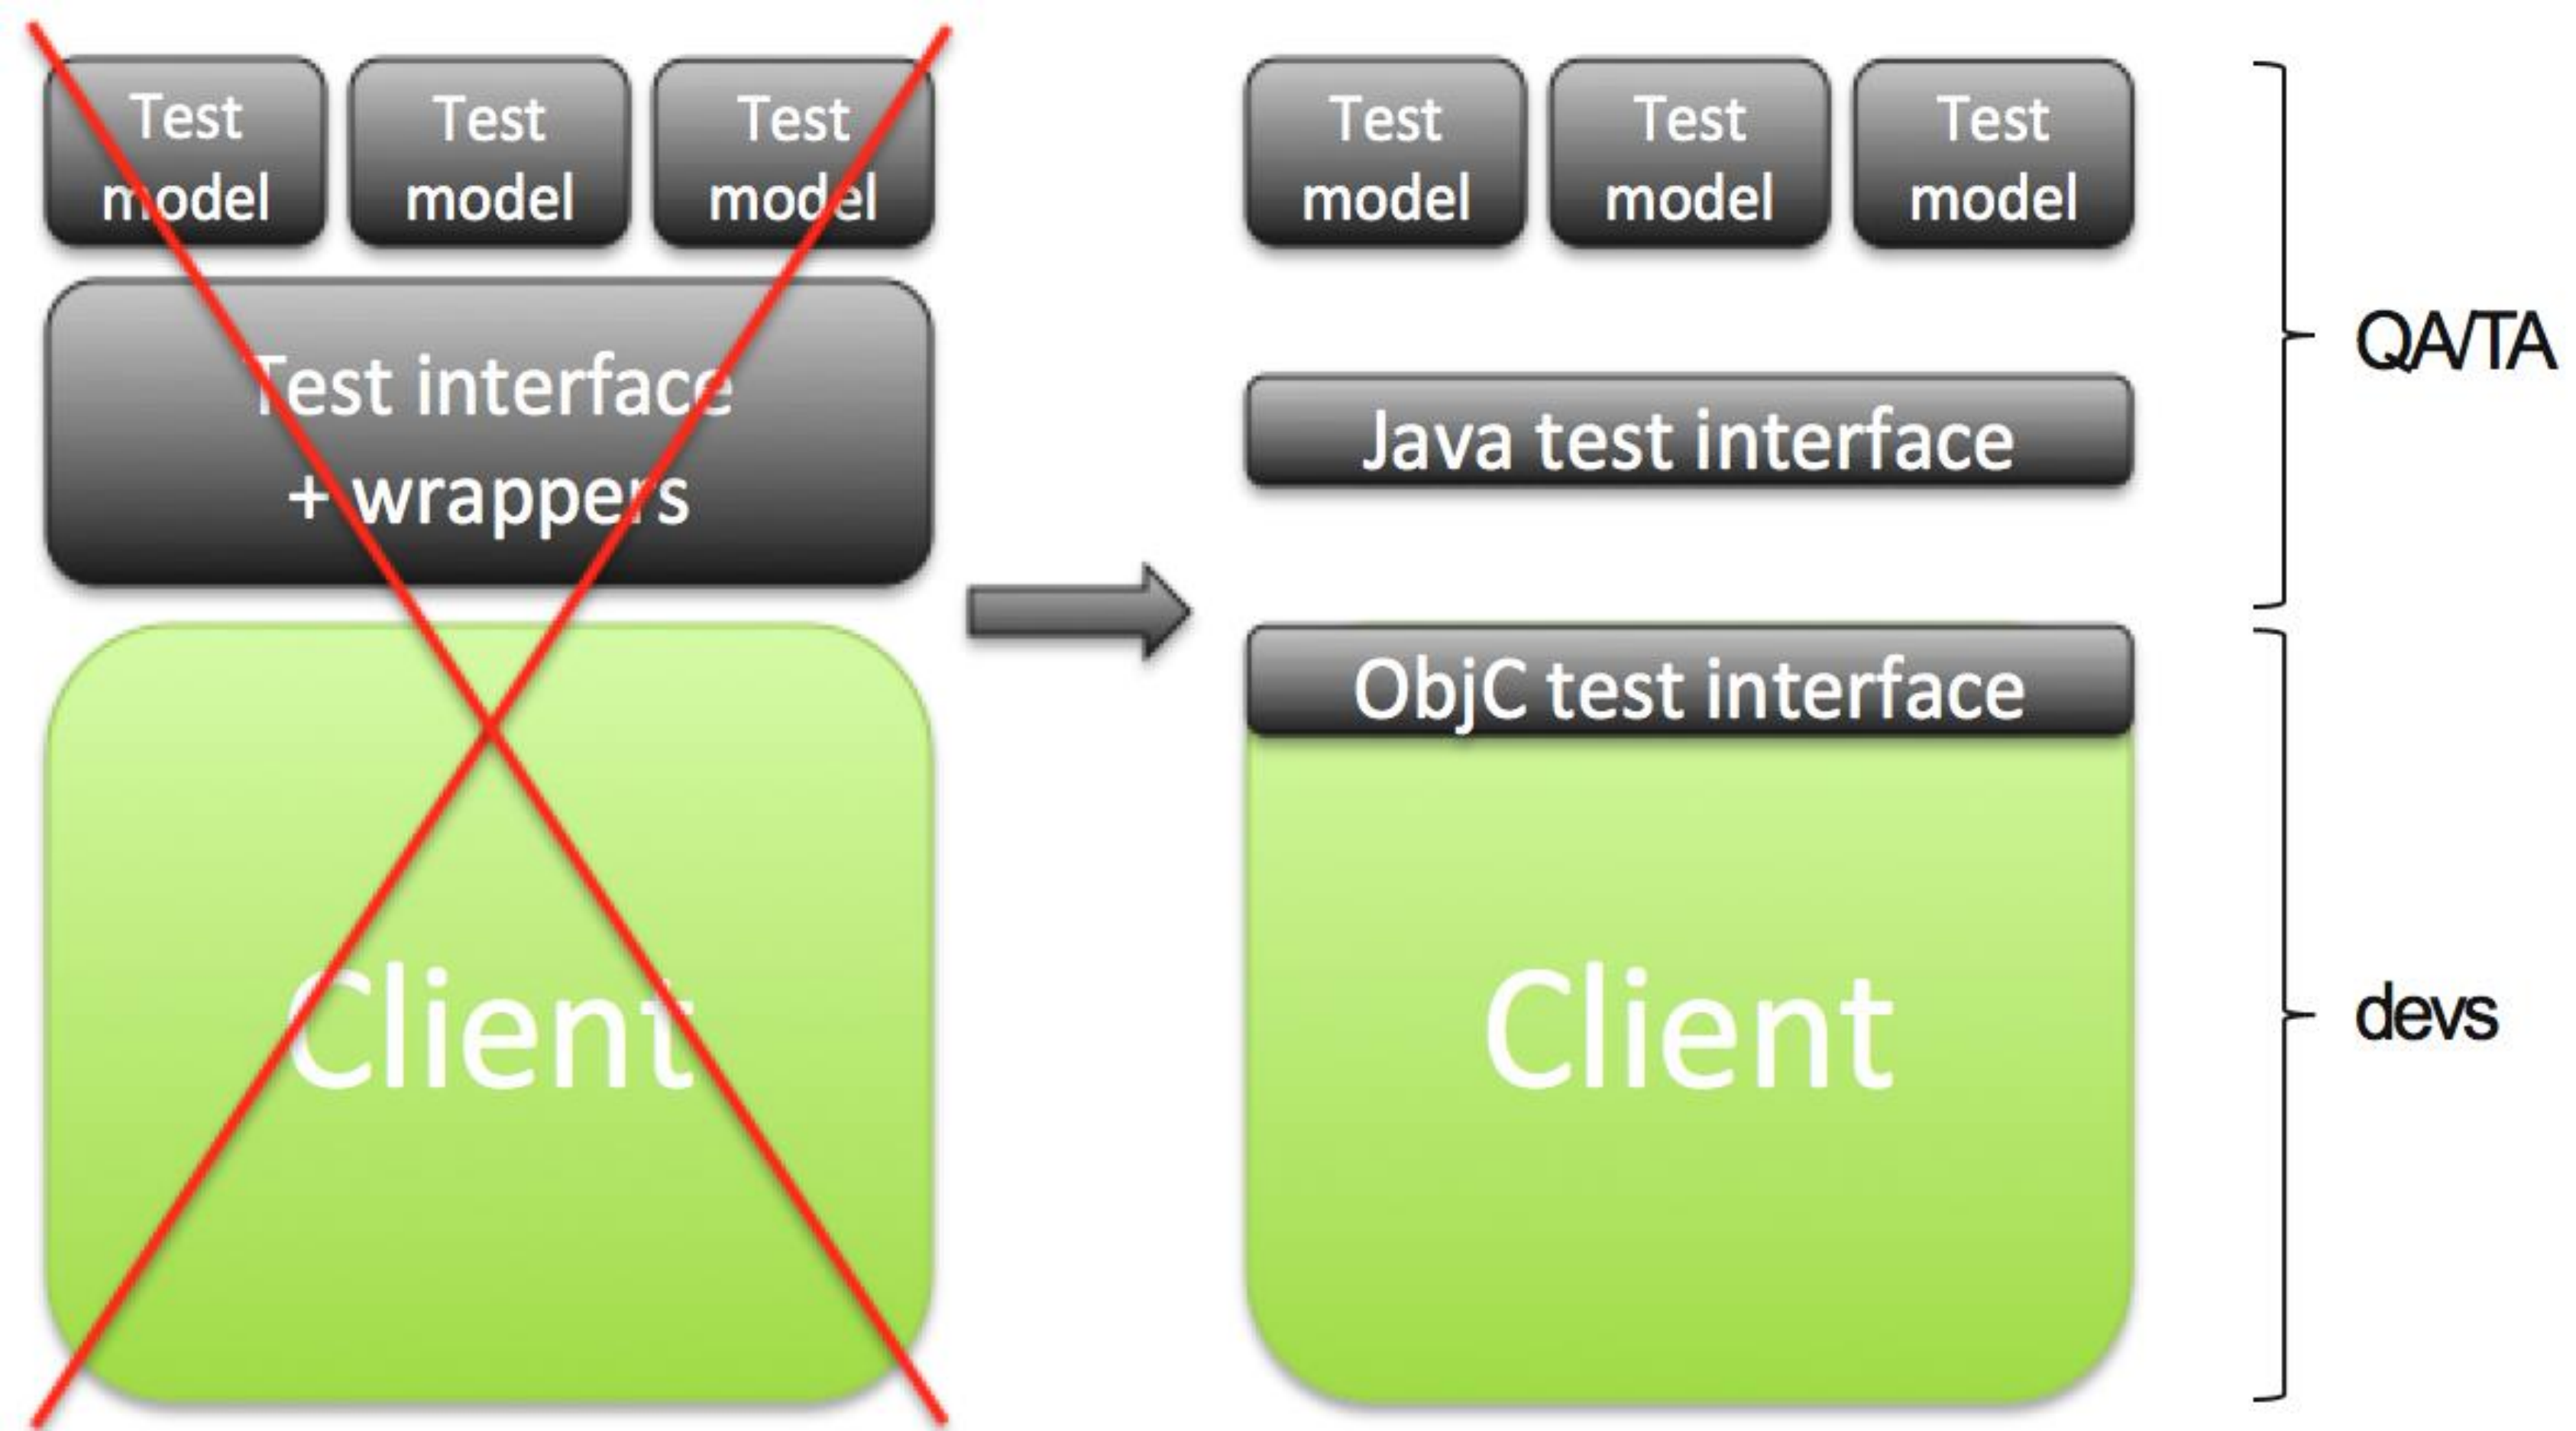 Test
model
Test
model
Test
model
Test interface
+ wrappers
Client
Test
model
Test
model
Test
model
Java test interface
ObjC test interface
Client
QA/TA
devs